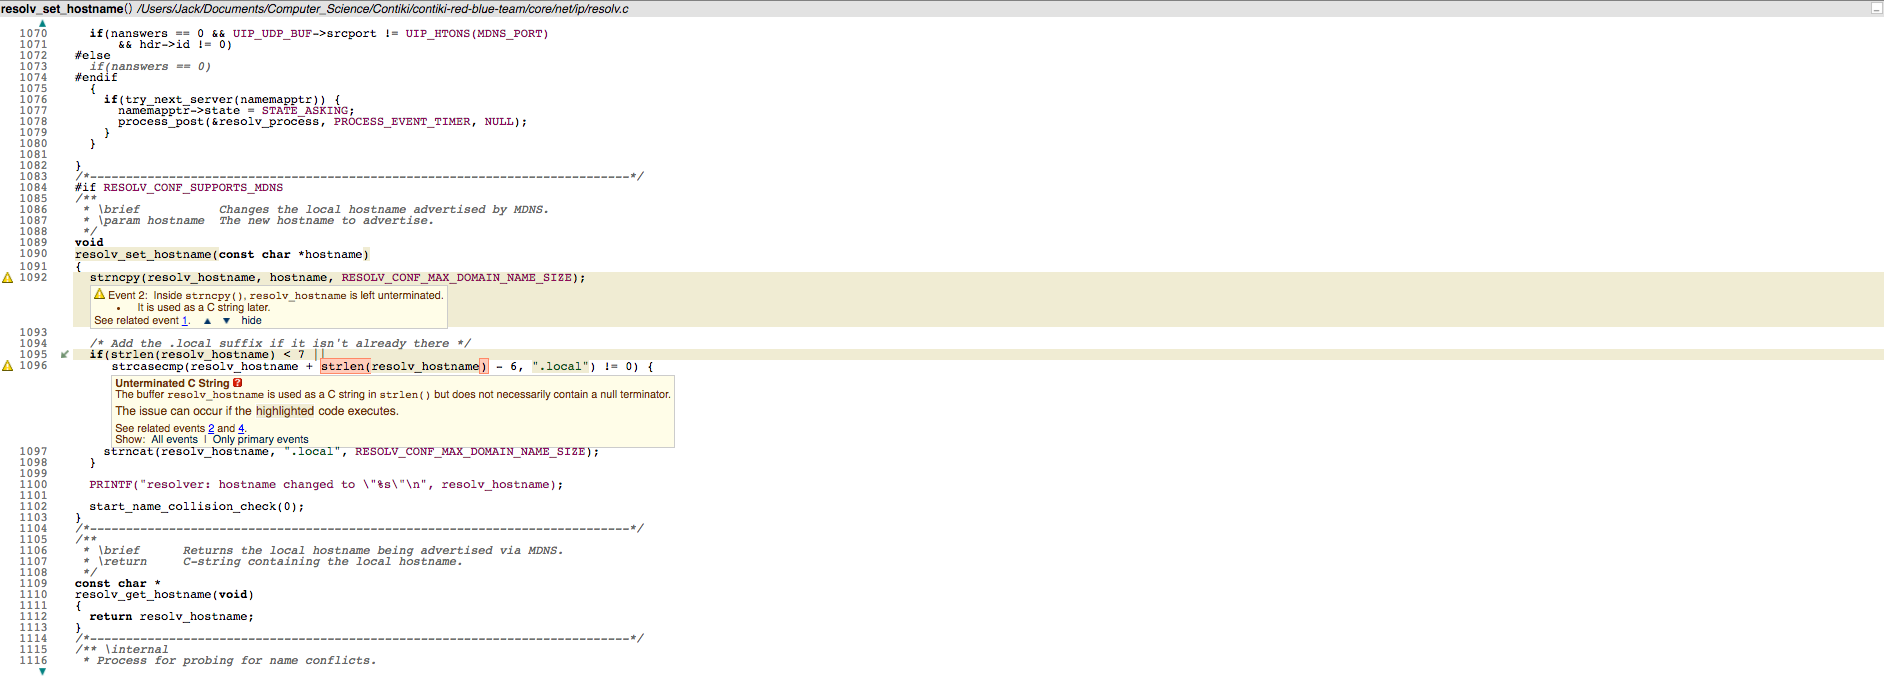 resolv_set_hostname() /Users/Jack/Documents/Computer_Science/Contiki/contiki-red-blue-team/core/net/ip/resolv.c
1070 if(nanswers == 0 && UIP_UDP_BUF->srcport != UIP_HTONS(MDNS_PORT)
1071 && hdr->id != 0)
1072 #else
1073 if(nanswers == 0)
1074 #endif
1075 {
1076 if(try_next_server(namemapptr)) {
1077 namemapptr->state = STATE_ASKING;
1078 process_post(&resolv_process, PROCESS_EVENT_TIMER, NULL);
1079 }
1080 }
1081
1082 }
1083 /*---------------------------------------------------------------------------*/
1084 #if RESOLV_CONF_SUPPORTS_MDNS
1085 /**
1086 * \brief Changes the local hostname advertised by MDNS.
1087 * \param hostname The new hostname to advertise.
1088 */
1089 void
1090 resolv_set_hostname(const char *hostname)
1091 {
1092 strncpy(resolv_hostname, hostname, RESOLV_CONF_MAX_DOMAIN_NAME_SIZE);
Event 2: Inside strncpy(), resolv_hostname is left unterminated.
• It is used as a C string later.
See related event 1. ▲ ▼ hide
1093
1094 /* Add the .local suffix if it isn't already there */
1095 if(strlen(resolv_hostname) < 7 ||
1096 strcasecmp(resolv_hostname + strlen(resolv_hostname) - 6, ".local") != 0) {
Unterminated C String ?
The buffer resolv_hostname is used as a C string in strlen() but does not necessarily contain a null terminator.
The issue can occur if the highlighted code executes.
See related events 2 and 4.
Show: All events | Only primary events
1097 strncat(resolv_hostname, ".local", RESOLV_CONF_MAX_DOMAIN_NAME_SIZE);
1098 }
1099
1100 PRINTF("resolver: hostname changed to \"%s\"\n", resolv_hostname);
1101
1102 start_name_collision_check(0);
1103 }
1104 /*---------------------------------------------------------------------------*/
1105 /**
1106 * \brief Returns the local hostname being advertised via MDNS.
1107 * \return C-string containing the local hostname.
1108 */
1109 const char *
1110 resolv_get_hostname(void)
1111 {
1112 return resolv_hostname;
1113 }
1114 /*---------------------------------------------------------------------------*/
1115 /** \internal
1116 * Process for probing for name conflicts.